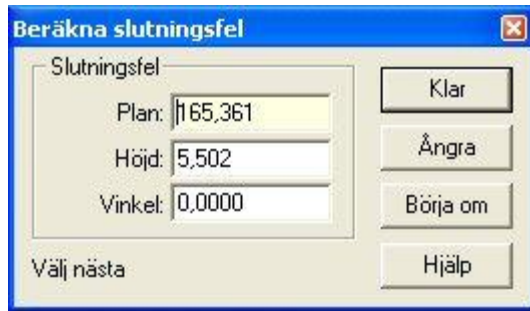 Beräkna slutningsfel
Slutningsfel
Plan: 165,361
Höjd: 5,502
Vinkel: 0,0000
Välj nästa
Klar
Ångra
Börja om
Hjälp